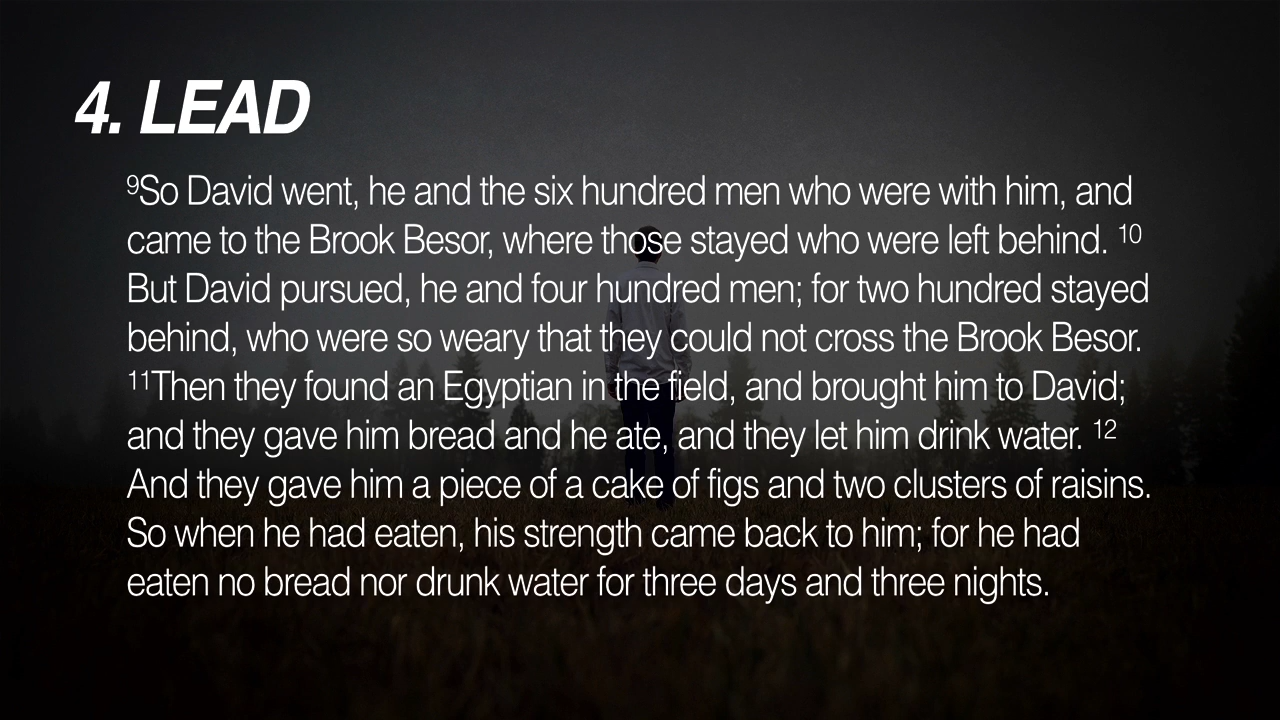 4. LEAD
⁹So David went, he and the six hundred men who were with him, and
came to the Brook Besor, where those stayed who were left behind. ¹⁰
But David pursued, he and four hundred men; for two hundred stayed
behind, who were so weary that they could not cross the Brook Besor.
¹¹Then they found an Egyptian in the field, and brought him to David;
and they gave him bread and he ate, and they let him drink water. ¹²
And they gave him a piece of a cake of figs and two clusters of raisins.
So when he had eaten, his strength came back to him; for he had
eaten no bread nor drunk water for three days and three nights.